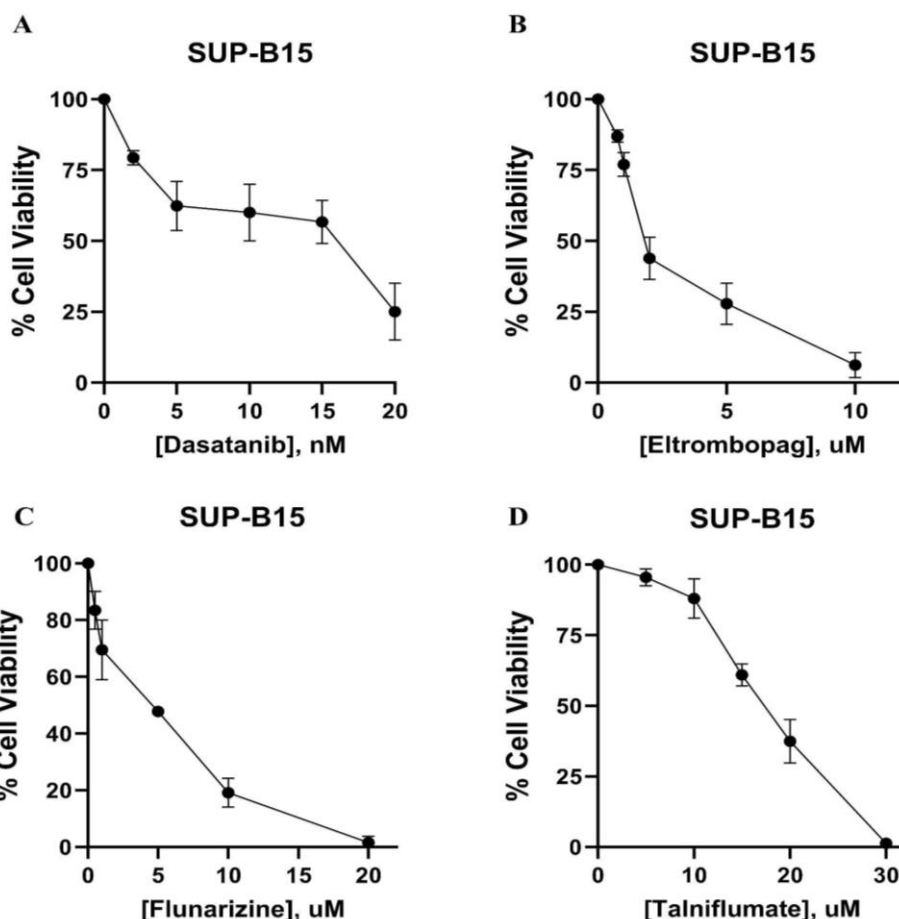 A
SUP-B15
100
75
50
25
0
% Cell Viability
0 5 10 15 20
[Dasatanib], nM
B
SUP-B15
100
75
50
25
0
% Cell Viability
0 5 10
[Eltrombopag], uM
C
SUP-B15
100
80
60
40
20
0
% Cell Viability
0 5 10 15 20
[Flunarizine], uM
D
SUP-B15
100
75
50
25
0
% Cell Viability
0 10 20 30
[Talniflumate], uM